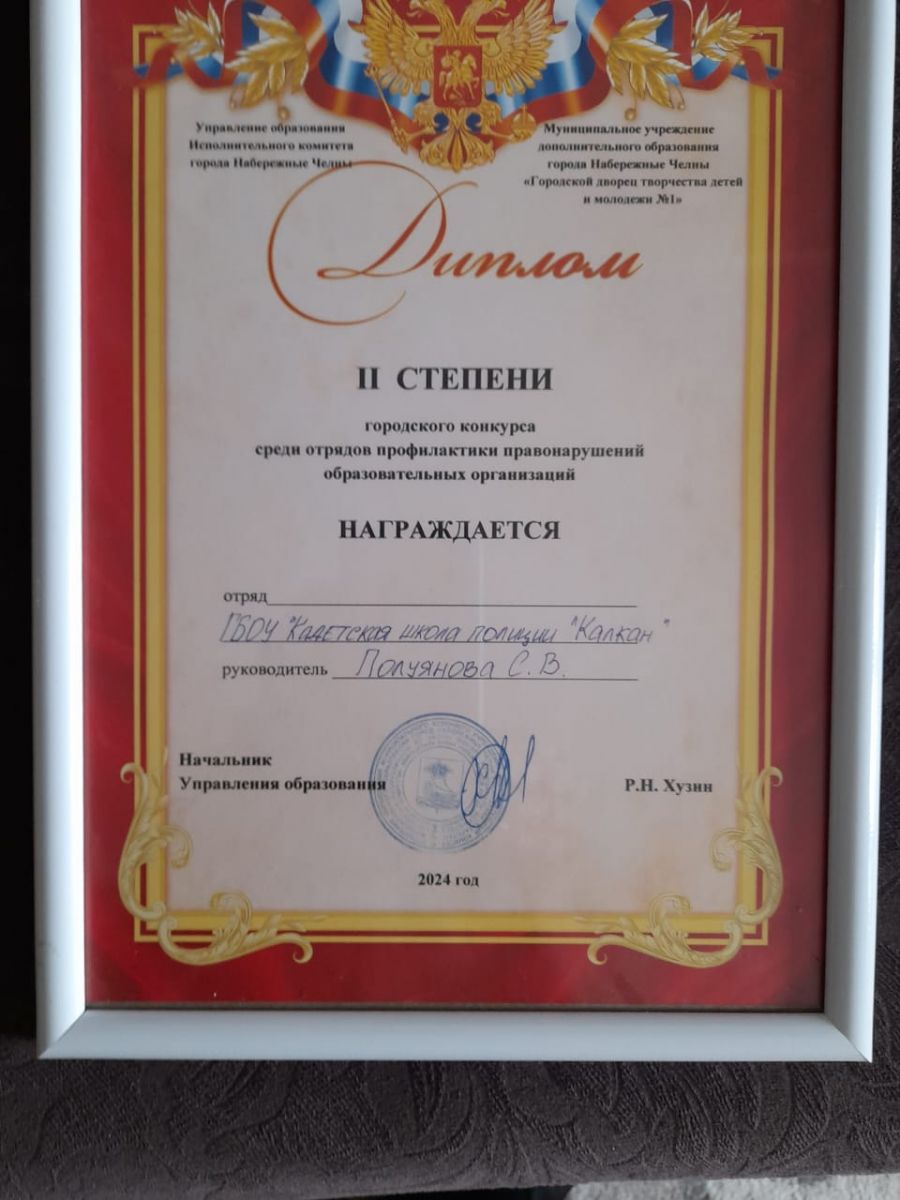 Управление образования
Исполнительного комитета
города Набережные Челны
Муниципальное учреждение
дополнительного образования
города Набережные Челны
«Городской дворец творчества детей
и молодежи №1»
Диплом
II СТЕПЕНИ
городского конкурса
среди отрядов профилактики правонарушений
образовательных организаций
НАГРАЖДАЕТСЯ
отряд
ГБОУ "Кадетская школа полиции "Калкан"
руководитель Полуянова С. В.
Начальник
Управления образования Р.Н. Хузин
2024 год